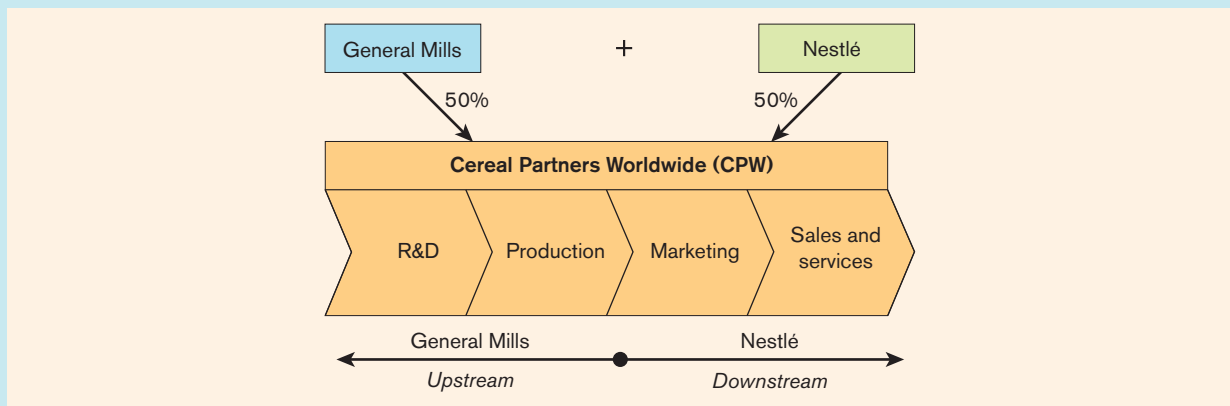 General Mills
+
Nestlé
50%
50%
Cereal Partners Worldwide (CPW)
R&D
Production
Marketing
Sales and
services
General Mills
Nestlé
Upstream
Downstream